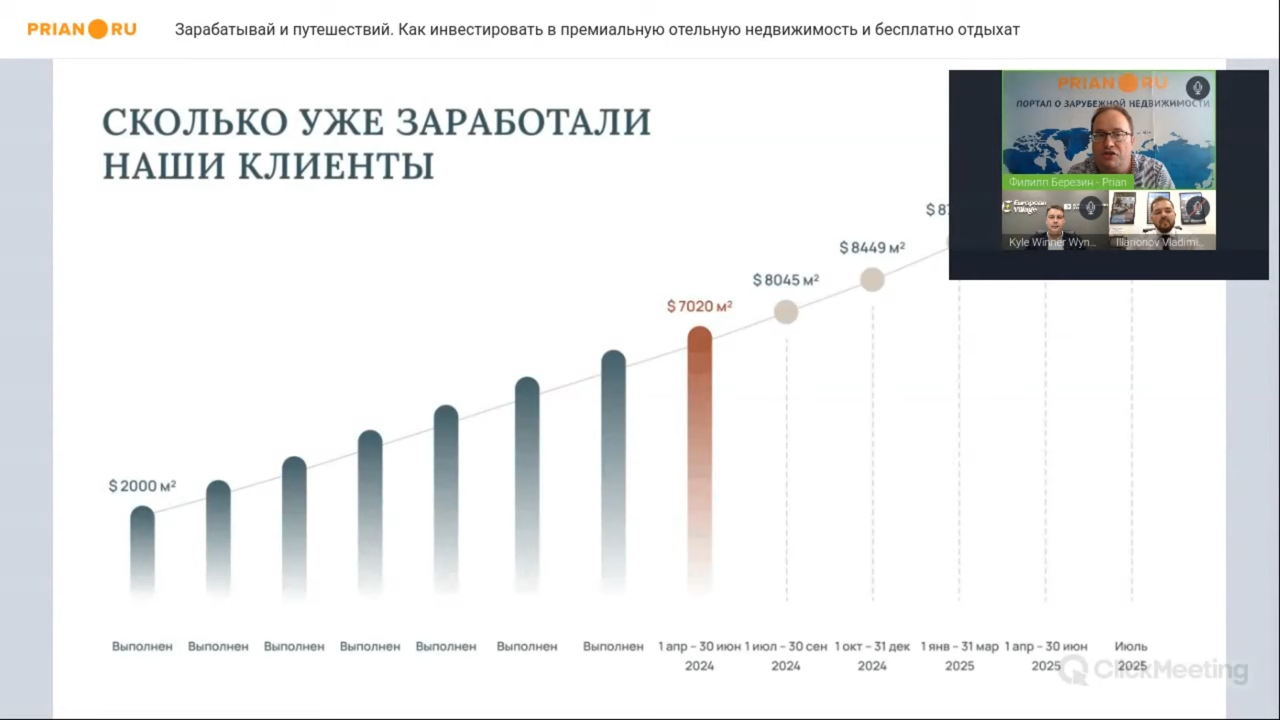 PRIAN RU
Зарабатывай и путешествий. Как инвестировать в премиальную отельную недвижимость и бесплатно отдыхат
СКОЛЬКО УЖЕ ЗАРАБОТАЛИ
НАШИ КЛИЕНТЫ
PRIAN RU
ПОРТАЛ О ЗАРУБЕЖНОЙ НЕДВИЖИМОСТИ
Филипп Березин - Prian
European
Village
Kyle Winner Wyn...
Illarionov Vladimi...
$ 87
$ 8449 м²
$ 8045 м²
$ 7020 м²
$ 2000 м²
Выполнен Выполнен Выполнен Выполнен Выполнен Выполнен Выполнен 1 апр – 30 июн 1 июл – 30 сен 1 окт – 31 дек 1 янв – 31 мар 1 апр – 30 июн Июль
2024 2024 2024 2025 2025 2025
ClickMeeting